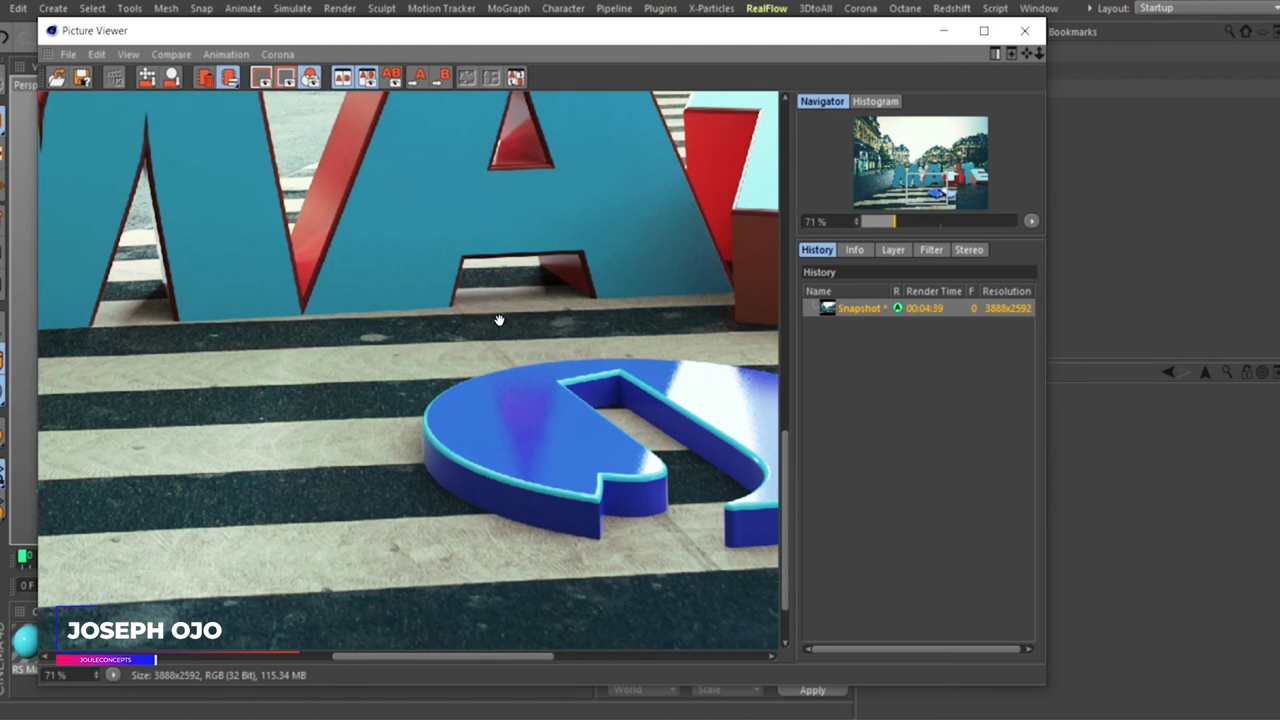 Edit Create Select Tools Mesh Snap Animate Simulate Render Sculpt Motion Tracker MoGraph Character Pipeline Plugins X-Particles RealFlow 3DtoAll Corona Octane Redshift Script Window Layout: Startup
Picture Viewer
Bookmarks
File Edit View Compare Animation Corona
AB A B
Navigator Histogram
71 %
History Info Layer Filter Stereo
History
Name R Render Time F Resolution
Snapshot * 00:04:39 0 3888x2592
0 F
JOSEPH OJO
JOULECONCEPTS
71 % Size: 3888x2592, RGB (32 Bit), 115.34 MB
World Scale Apply